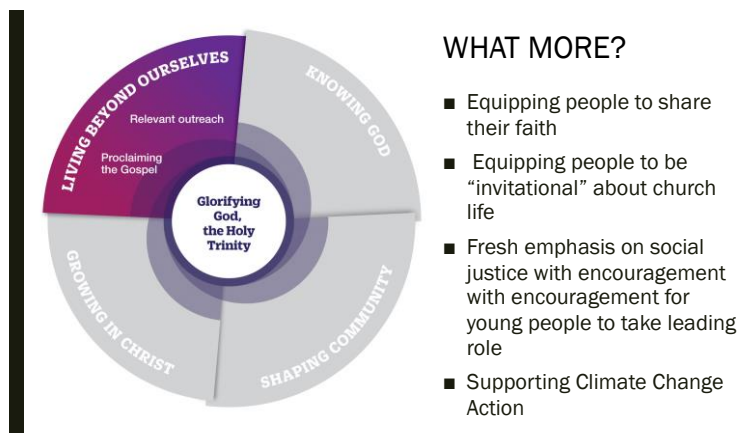 LIVING BEYOND OURSELVES
Relevant outreach
Proclaiming
the Gospel
KNOWING GOD
Glorifying
God,
the Holy
Trinity
GROWING IN CHRIST
SHAPING COMMUNITY
WHAT MORE?
■ Equipping people to share
their faith
■ Equipping people to be
“invitational” about church
life
■ Fresh emphasis on social
justice with encouragement
with encouragement for
young people to take leading
role
■ Supporting Climate Change
Action